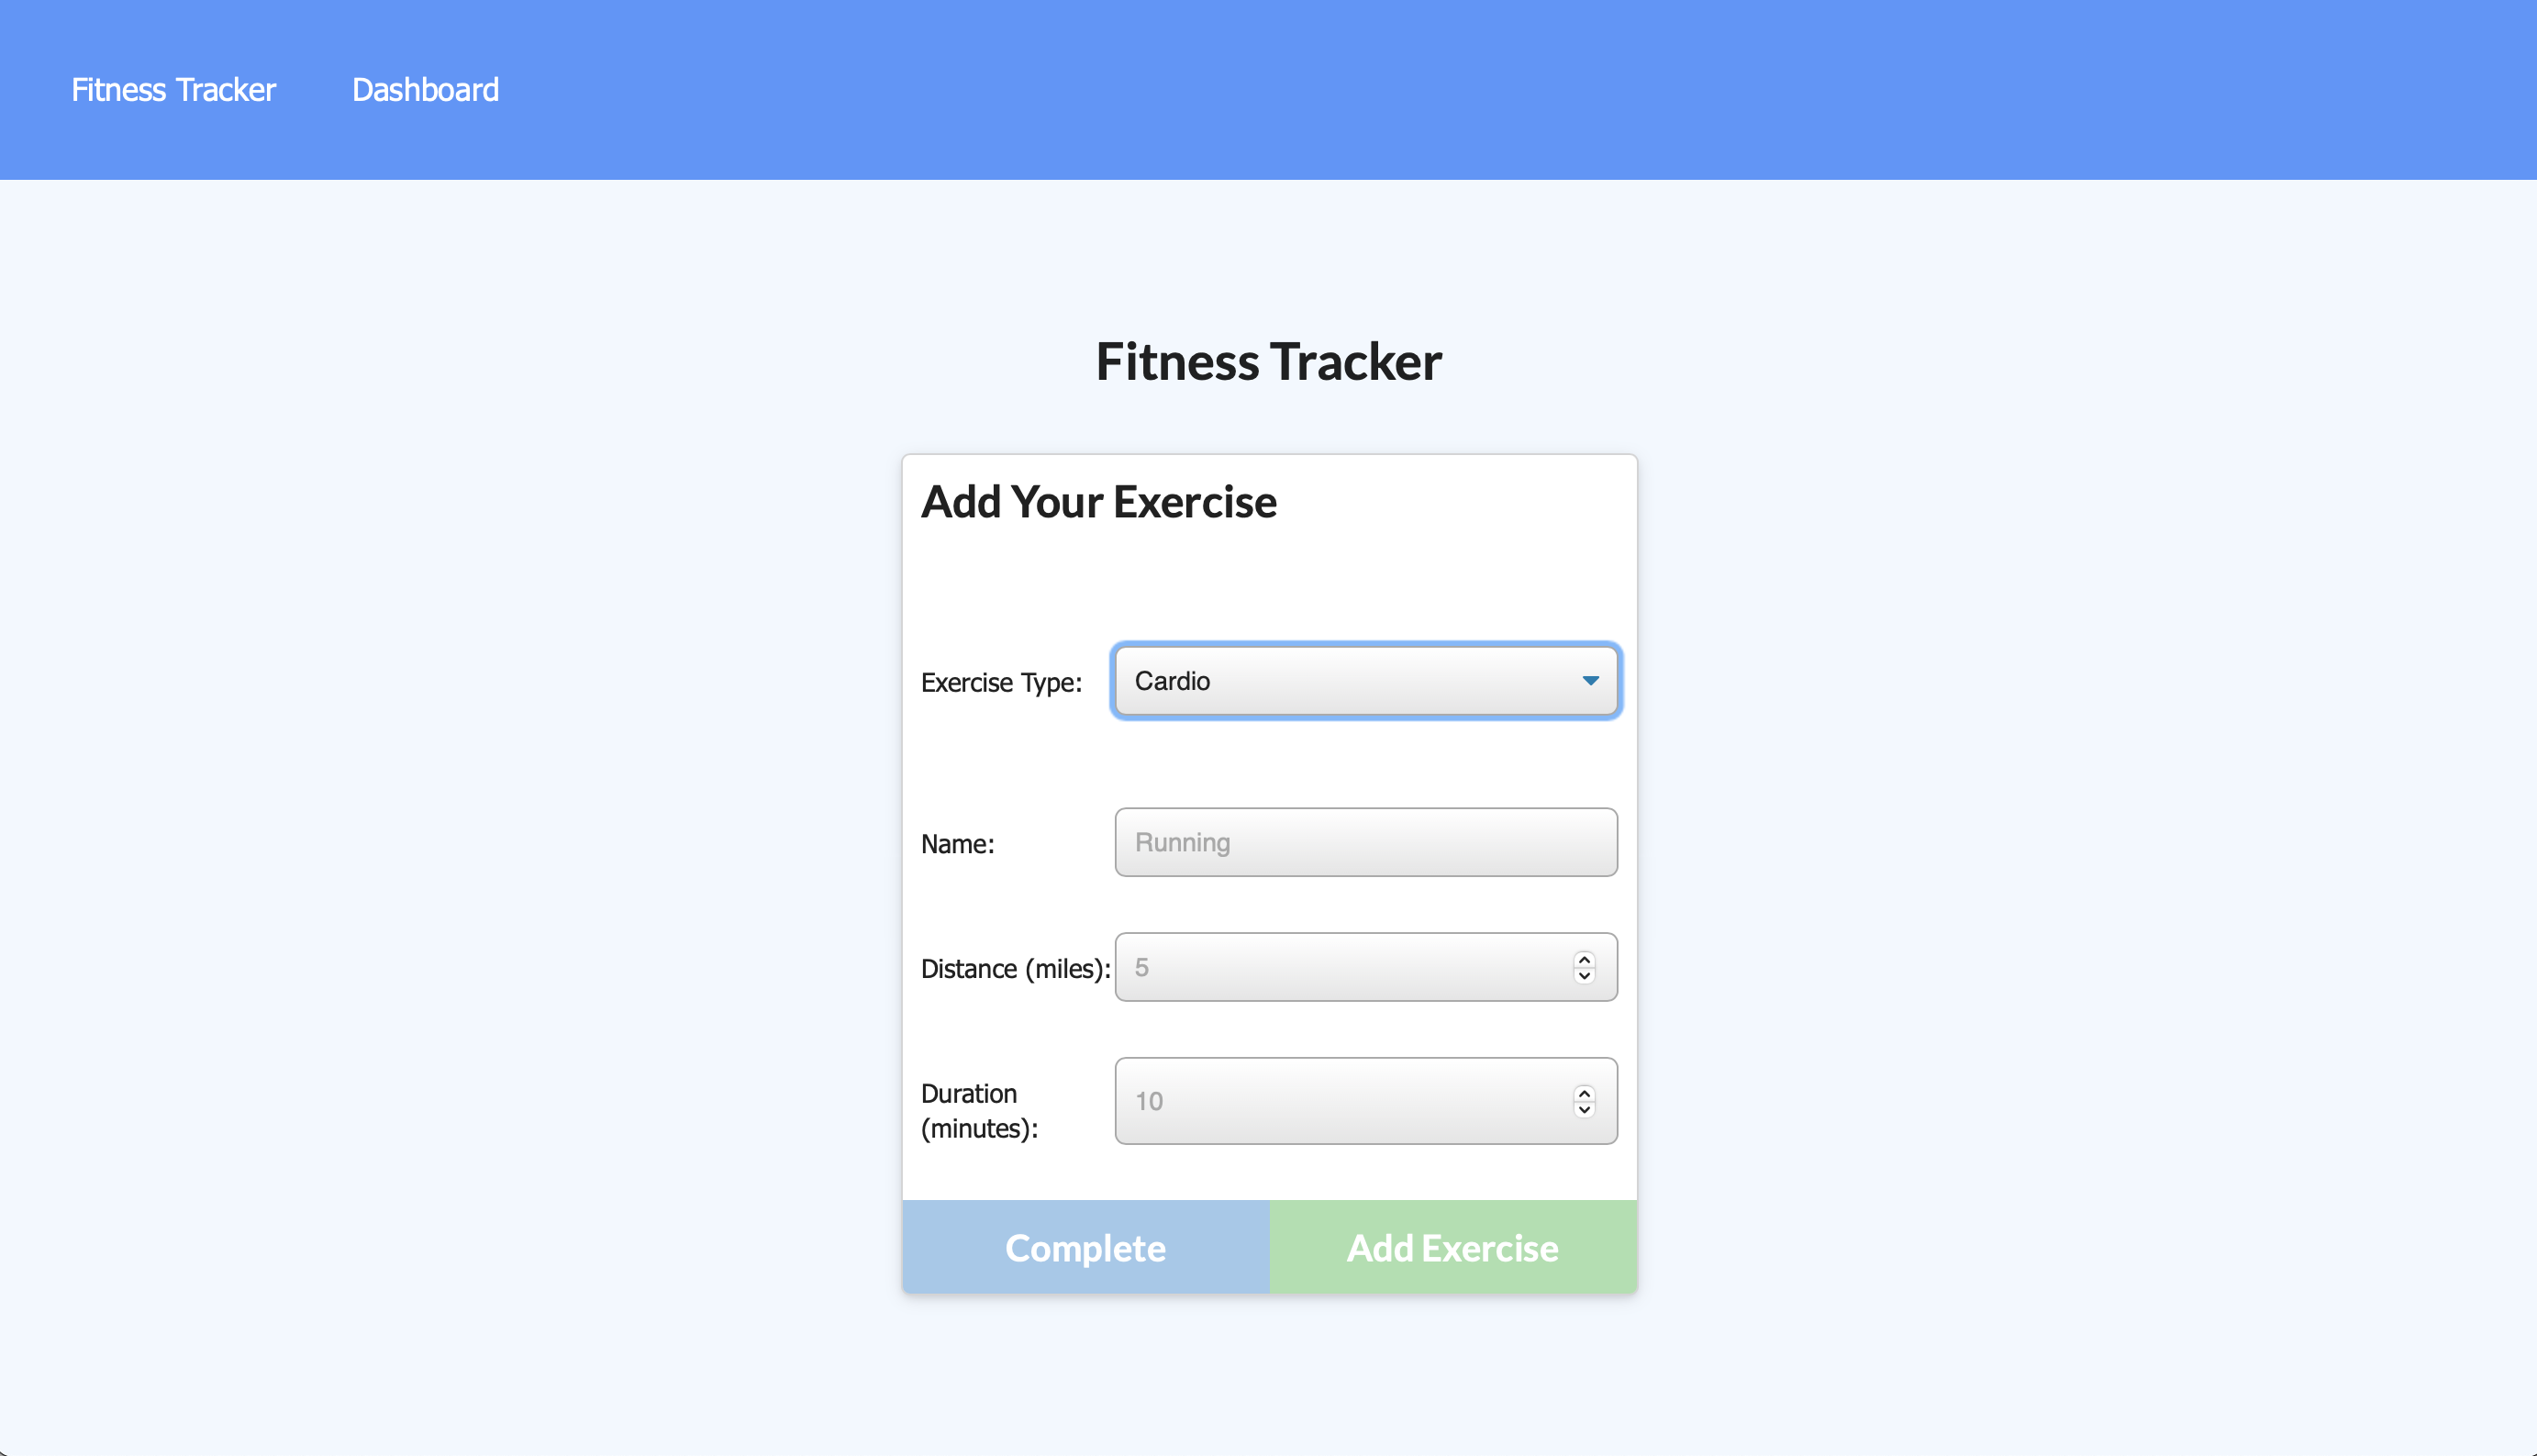 Fitness Tracker Dashboard
Fitness Tracker
Add Your Exercise
Exercise Type: Cardio
Name: Running
Distance (miles): 5
Duration
(minutes): 10
Complete Add Exercise